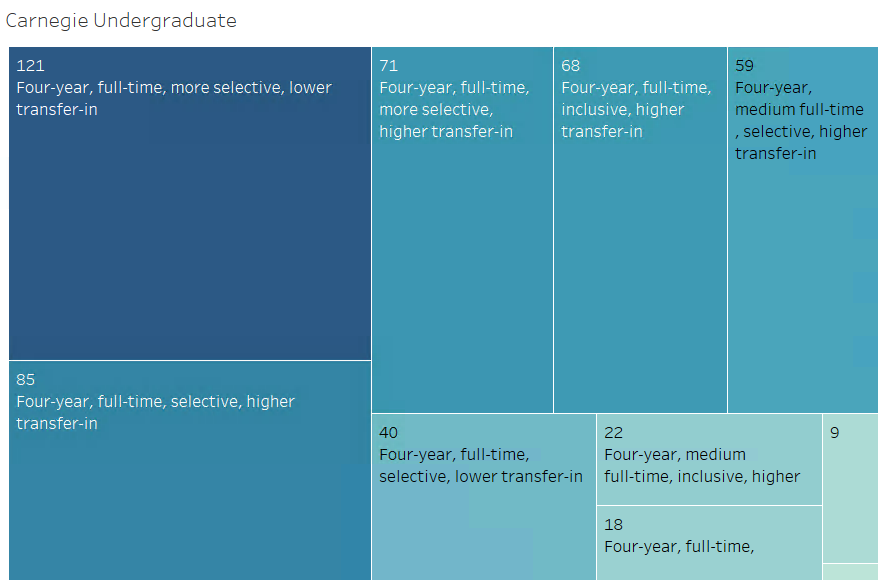 Carnegie Undergraduate
121
Four-year, full-time, more selective, lower
transfer-in
71
Four-year, full-time,
more selective,
higher transfer-in
68
Four-year, full-time,
inclusive, higher
transfer-in
59
Four-year,
medium full-time
, selective, higher
transfer-in
85
Four-year, full-time, selective, higher
transfer-in
40
Four-year, full-time,
selective, lower transfer-in
22
Four-year, medium
full-time, inclusive, higher
18
Four-year, full-time,
9